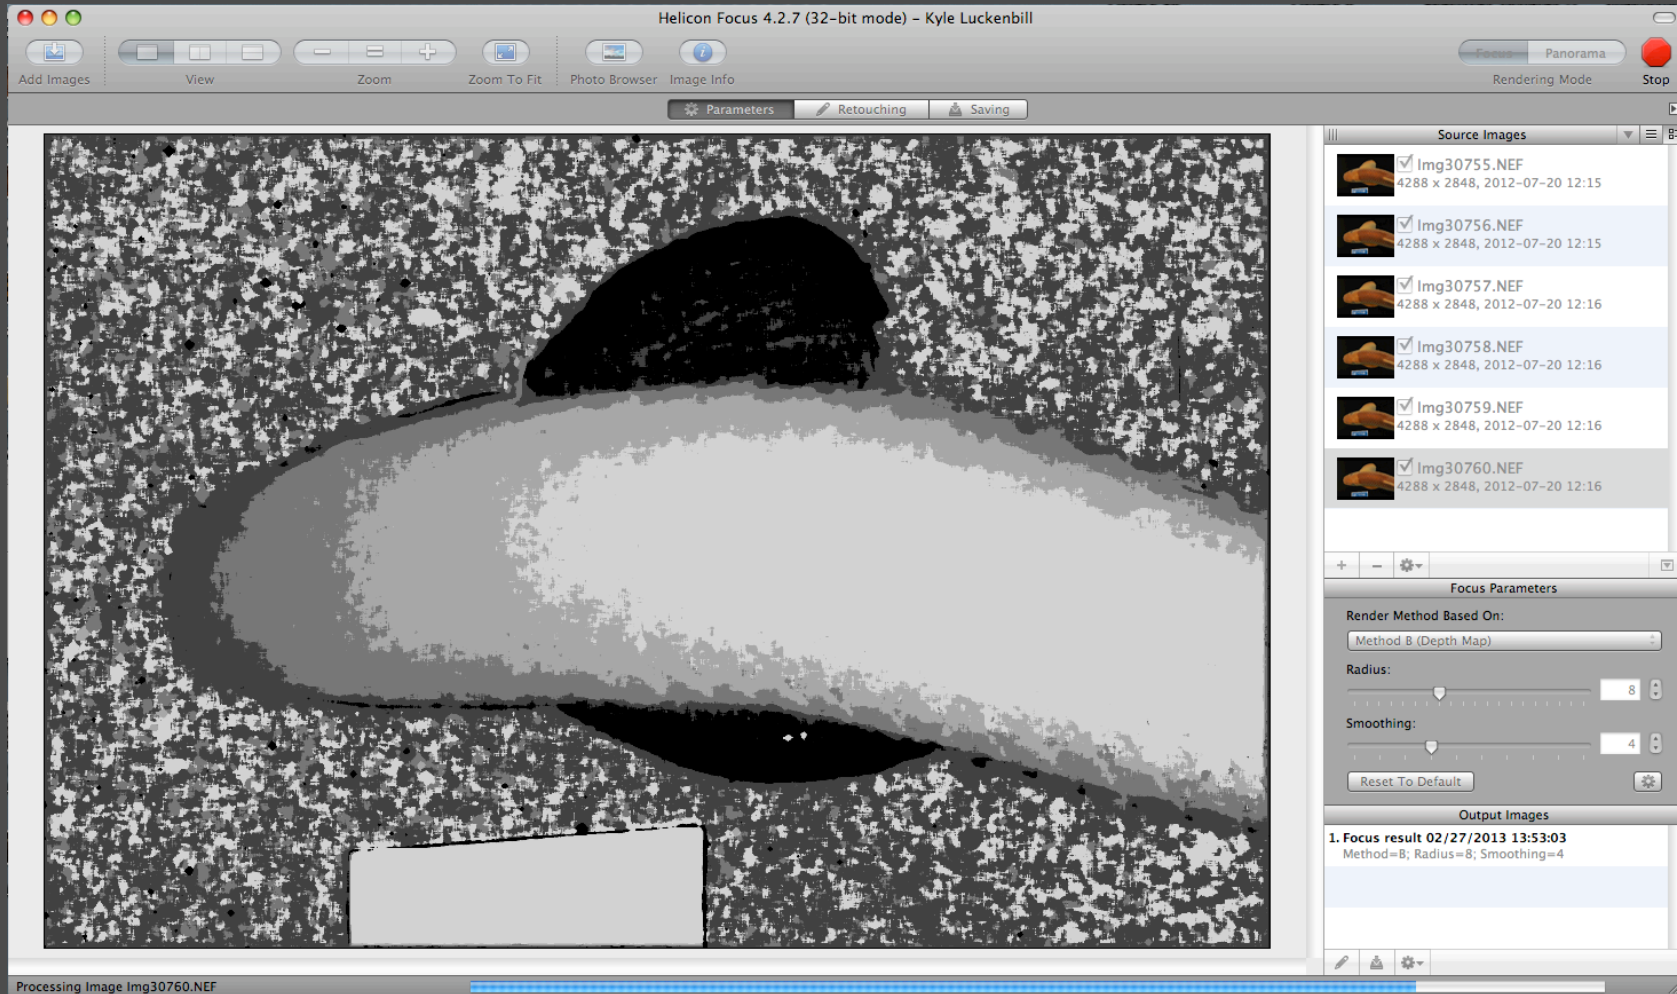 Helicon Focus 4.2.7 (32-bit mode) – Kyle Luckenbill
Add Images
View
Zoom
Zoom To Fit
Photo Browser
Image Info
Focus
Panorama
Rendering Mode
Stop
Parameters
Retouching
Saving
Source Images
Img30755.NEF
4288 x 2848, 2012-07-20 12:15
Img30756.NEF
4288 x 2848, 2012-07-20 12:15
Img30757.NEF
4288 x 2848, 2012-07-20 12:16
Img30758.NEF
4288 x 2848, 2012-07-20 12:16
Img30759.NEF
4288 x 2848, 2012-07-20 12:16
Img30760.NEF
4288 x 2848, 2012-07-20 12:16
Focus Parameters
Render Method Based On:
Method B (Depth Map)
Radius:
8
Smoothing:
4
Reset To Default
Output Images
1. Focus result 02/27/2013 13:53:03
Method=B; Radius=8; Smoothing=4
Processing Image Img30760.NEF